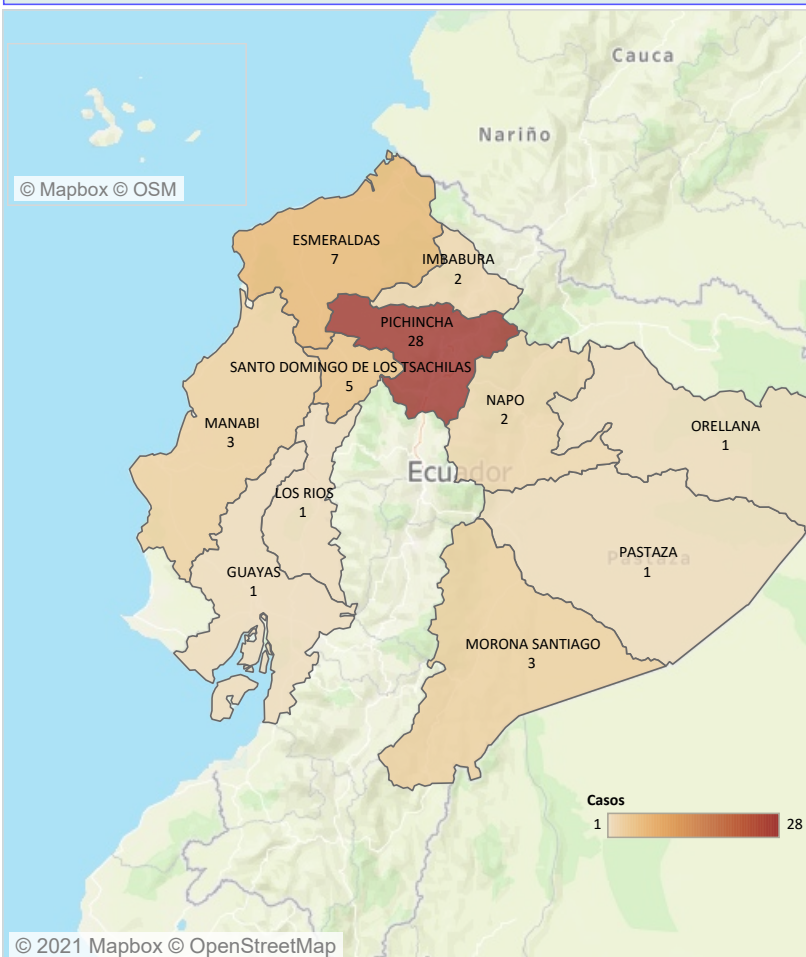 Cauca
Nariño
© Mapbox © OSM
ESMERALDAS
7
IMBABURA
2
PICHINCHA
28
SANTO DOMINGO DE LOS TSACHILAS
5
NAPO
2
MANABI
3
ORELLANA
1
Ecuador
LOS RIOS
1
PASTAZA
Pastaza
1
GUAYAS
1
MORONA SANTIAGO
3
Casos
1 28
© 2021 Mapbox © OpenStreetMap